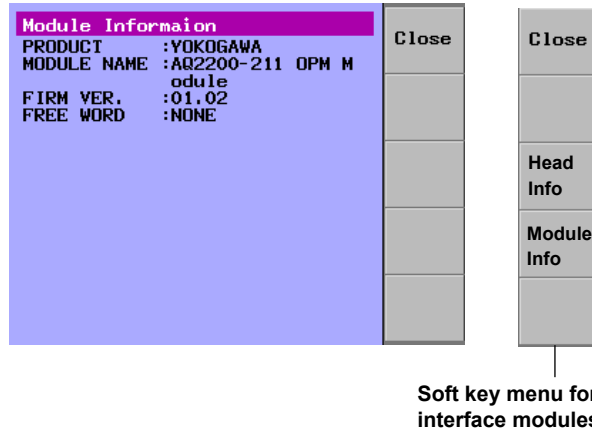 Module Informaion
PRODUCT :YOKOGAWA
MODULE NAME :AQ2200-211 OPM M
odule
FIRM VER. :01.02
FREE WORD :NONE
Close
Close
Head
Info
Module
Info
Soft key menu for
interface modules